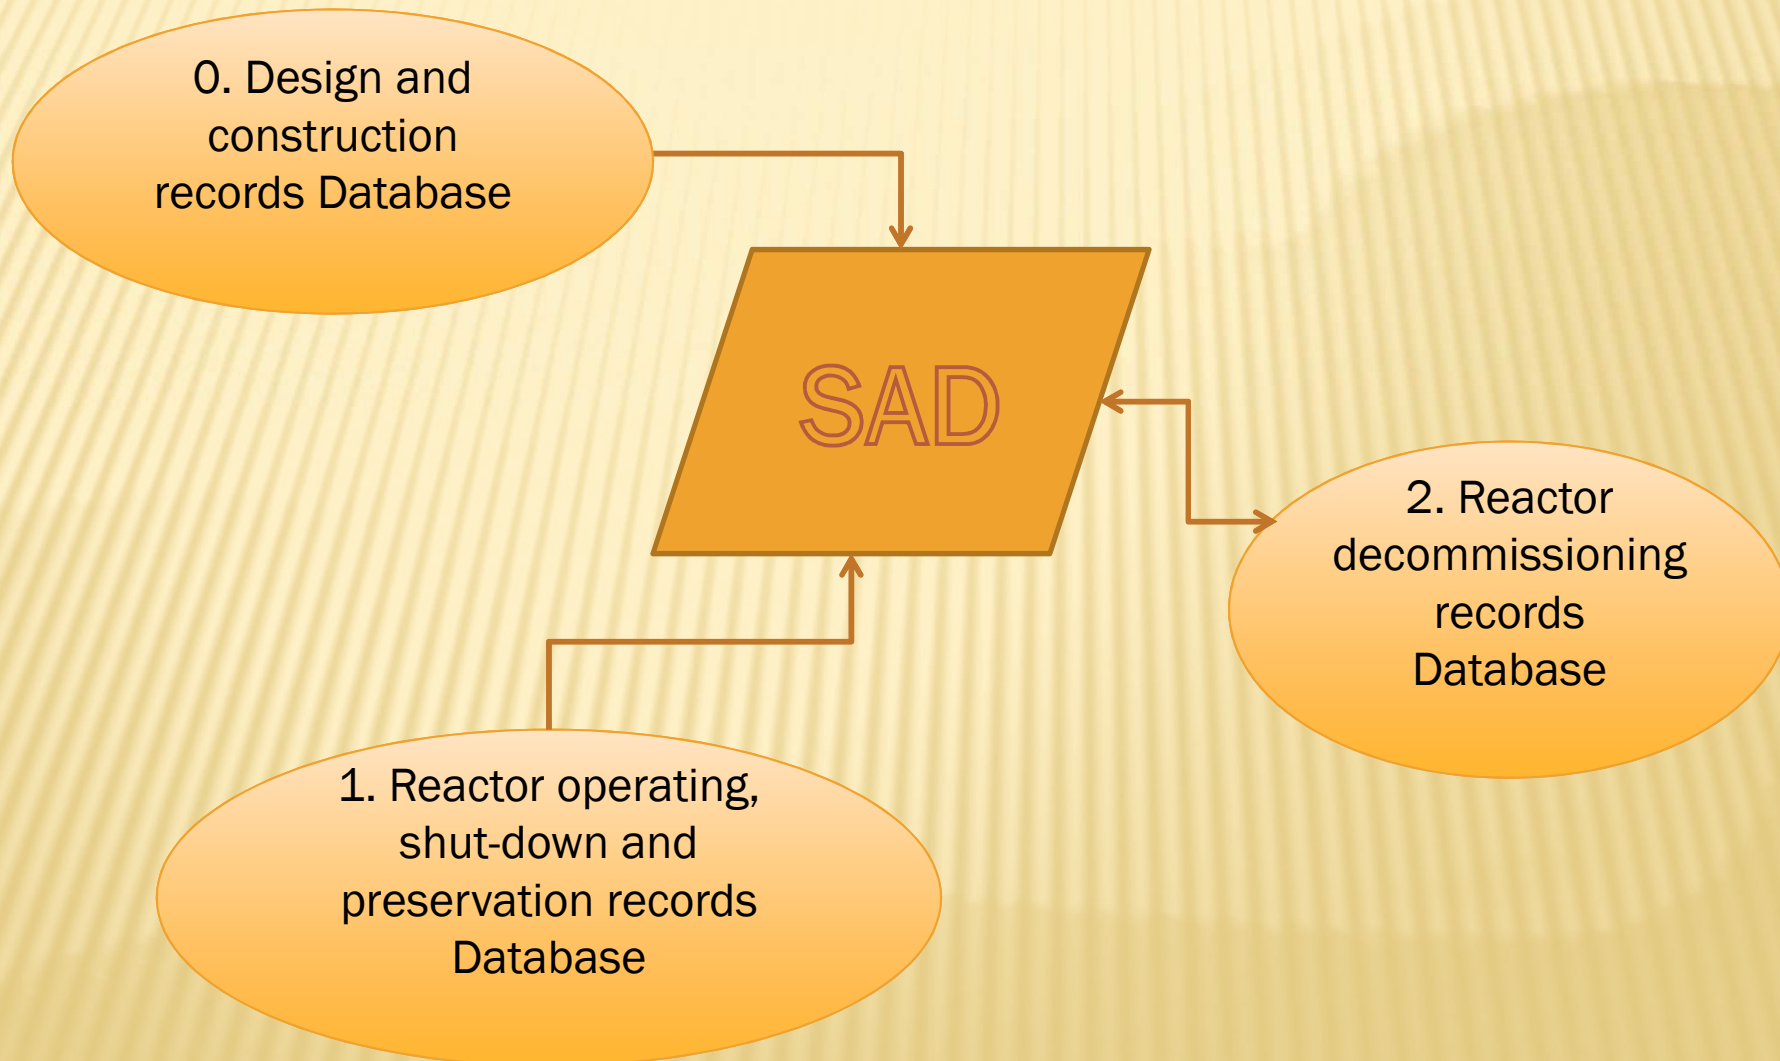 0. Design and
construction
records Database
SAD
2. Reactor
decommissioning
records
Database
1. Reactor operating,
shut-down and
preservation records
Database